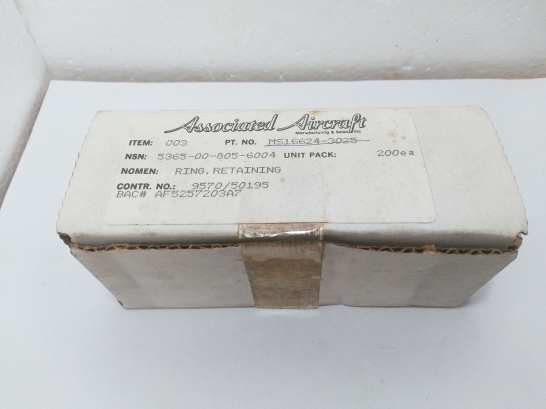 Associated Aircraft
Manufacturing & Sales, Inc
ITEM: 003 PT. NO. MS16624-3025
NSN: 5365-00-805-6004 UNIT PACK: 200ea
NOMEN: RING,RETAINING
CONTR. NO.: 9570/50195
BAC# AF5257203A7